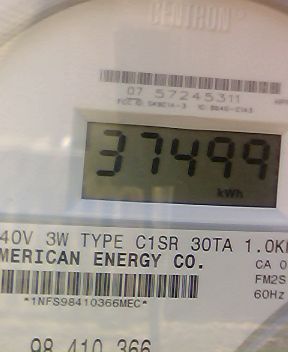 CENTRON®
07 57245311
37499
kWh
40V 3W TYPE C1SR 30TA 1.0K
MERICAN ENERGY CO.
CA 0
FM2S
60Hz
*1NFS98410366MEC*
98 410 366